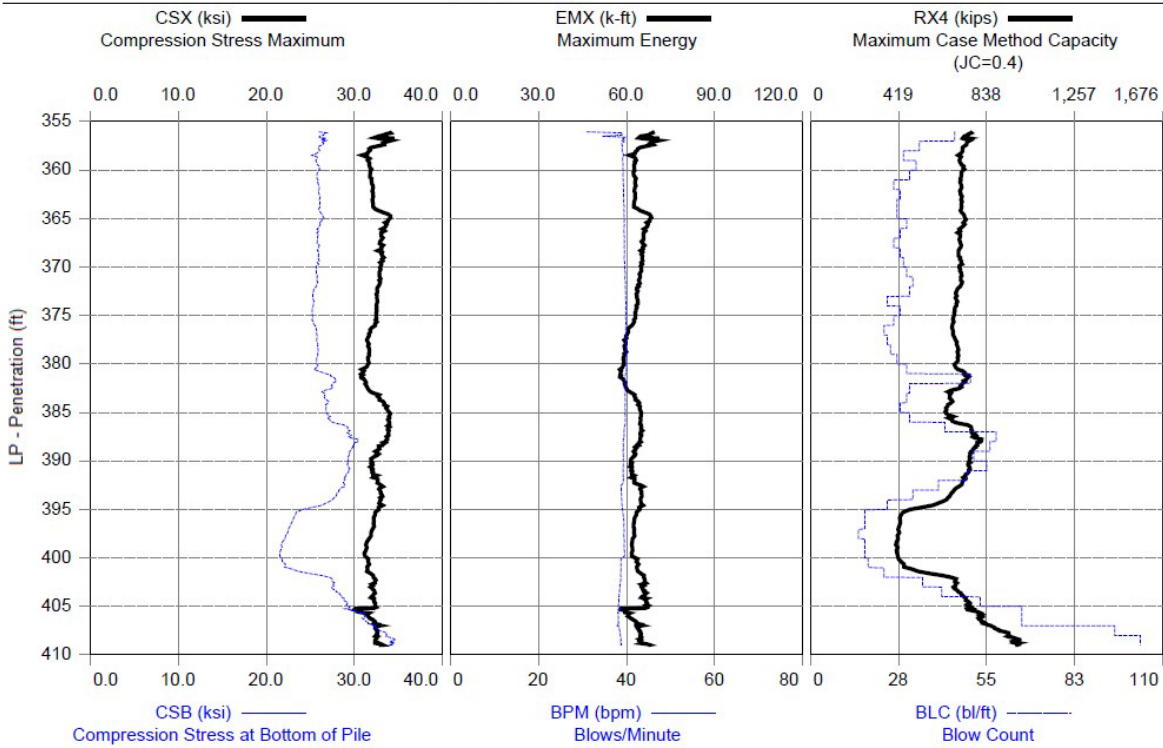 CSX (ksi)
Compression Stress Maximum
EMX (k-ft)
Maximum Energy
RX4 (kips)
Maximum Case Method Capacity
(JC=0.4)
0.0 10.0 20.0 30.0 40.0
0.0 30.0 60.0 90.0 120.0
0 419 838 1,257 1,676
LP - Penetration (ft)
355
360
365
370
375
380
385
390
395
400
405
410
0.0 10.0 20.0 30.0 40.0
0 20 40 60 80
0 28 55 83 110
CSB (ksi)
Compression Stress at Bottom of Pile
BPM (bpm)
Blows/Minute
BLC (bl/ft)
Blow Count